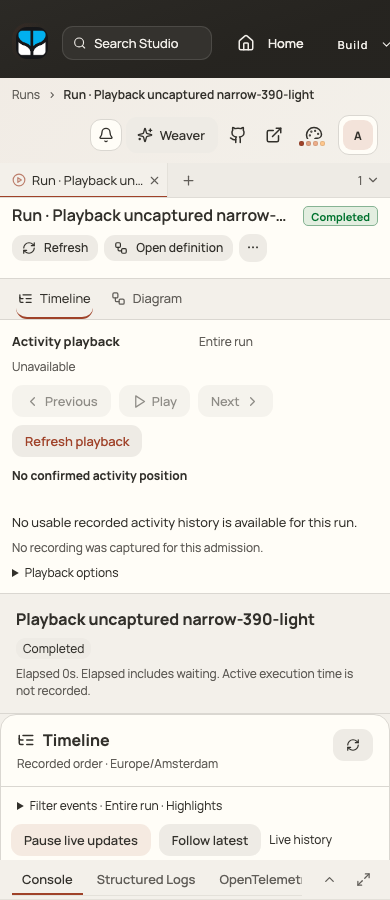 Search Studio
Home
Build
Runs › Run · Playback uncaptured narrow-390-light
Weaver
A
Run · Playback un...
1
Run · Playback uncaptured narrow-...
Completed
Refresh
Open definition
...
Timeline
Diagram
Activity playback
Entire run
Unavailable
Previous
Play
Next
Refresh playback
No confirmed activity position
No usable recorded activity history is available for this run.
No recording was captured for this admission.
Playback options
Playback uncaptured narrow-390-light
Completed
Elapsed 0s. Elapsed includes waiting. Active execution time is
not recorded.
Timeline
Recorded order · Europe/Amsterdam
Filter events · Entire run · Highlights
Pause live updates
Follow latest
Live history
Console
Structured Logs
OpenTelemet